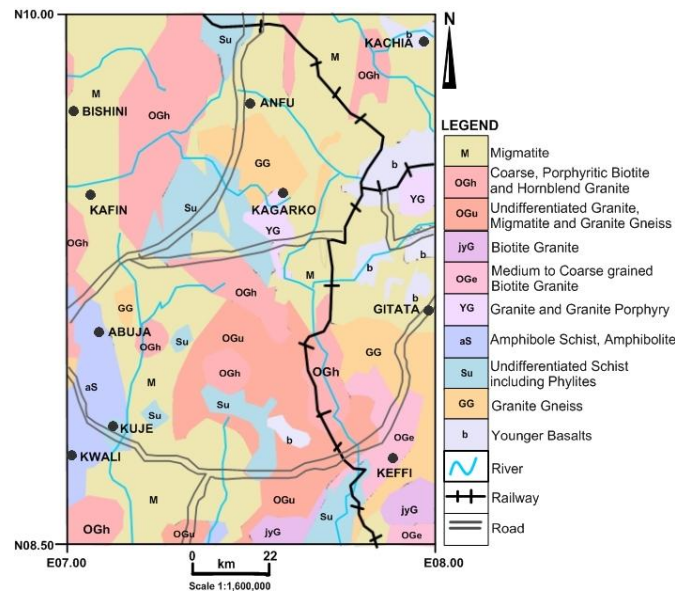 N10.00
N
Su
M
KACHIA
b
OGh
M
BISHINI
OGh
ANFU
GG
b
KAFIN
Su
KAGARKO
YG
YG
OGh
M
b
b
b
OGh
GG
GITATA
ABUJA
Su
OGu
OGh
GG
aS
M
OGh
OGh
Su
Su
KUJE
b
OGe
KWALI
KEFFI
M
OGu
OGh
OGu
jyG
Su
jyG
OGe
N08.50
E07.00
0
22
E08.00
km
Scale 1:1,600,000
LEGEND
M Migmatite
OGh Coarse, Porphyritic Biotite
and Hornblend Granite
OGu Undifferentiated Granite,
Migmatite and Granite Gneiss
jyG Biotite Granite
OGe Medium to Coarse grained
Biotite Granite
YG Granite and Granite Porphyry
aS Amphibole Schist, Amphibolite
Su Undifferentiated Schist
including Phylites
GG Granite Gneiss
b Younger Basalts
River
Railway
Road